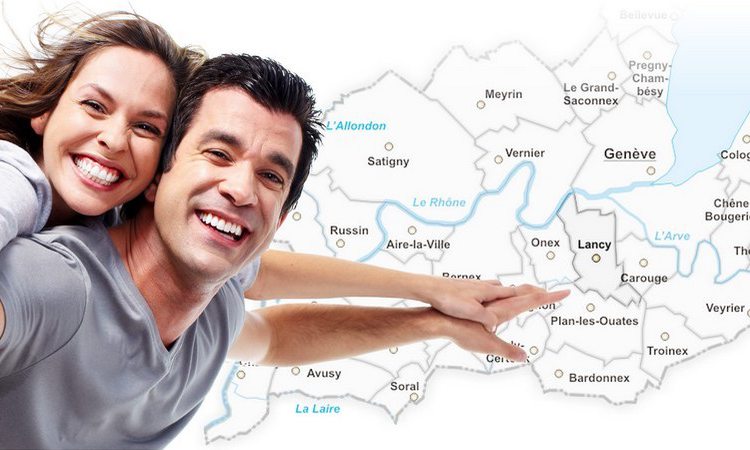 Bellevue
Pregny-
Cham-
bésy
Le Grand-
Saconnex
Meyrin
L'Allondon
Satigny
Vernier
Genève
Colog
Le Rhône
Chêne
Bougerie
Russin
Aire-la-Ville
Onex
Lancy
L'Arve
Carouge
Bernex
Veyrier
Plan-les-Ouates
Troinex
Avusy
Soral
Bardonnex
La Laire